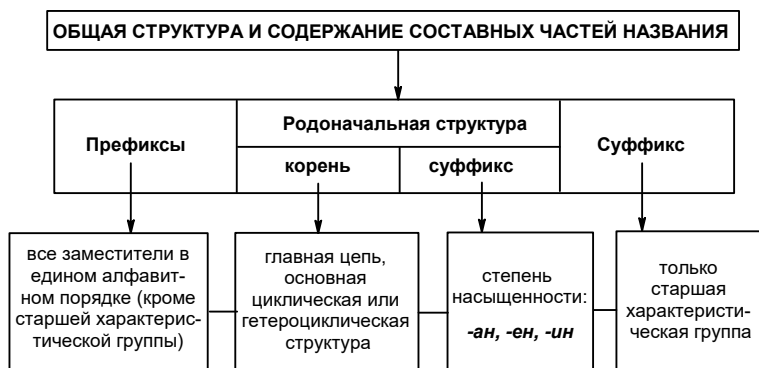 ОБЩАЯ СТРУКТУРА И СОДЕРЖАНИЕ СОСТАВНЫХ ЧАСТЕЙ НАЗВАНИЯ
Префиксы
Родоначальная структура
корень
суффикс
Суффикс
все заместители в
едином алфавит-
ном порядке (кроме
старшей характерис-
тической группы)
главная цепь,
основная
циклическая или
гетероциклическая
структура
степень
насыщенности:
-ан, -ен, -ин
только
старшая
характеристи-
ческая группа